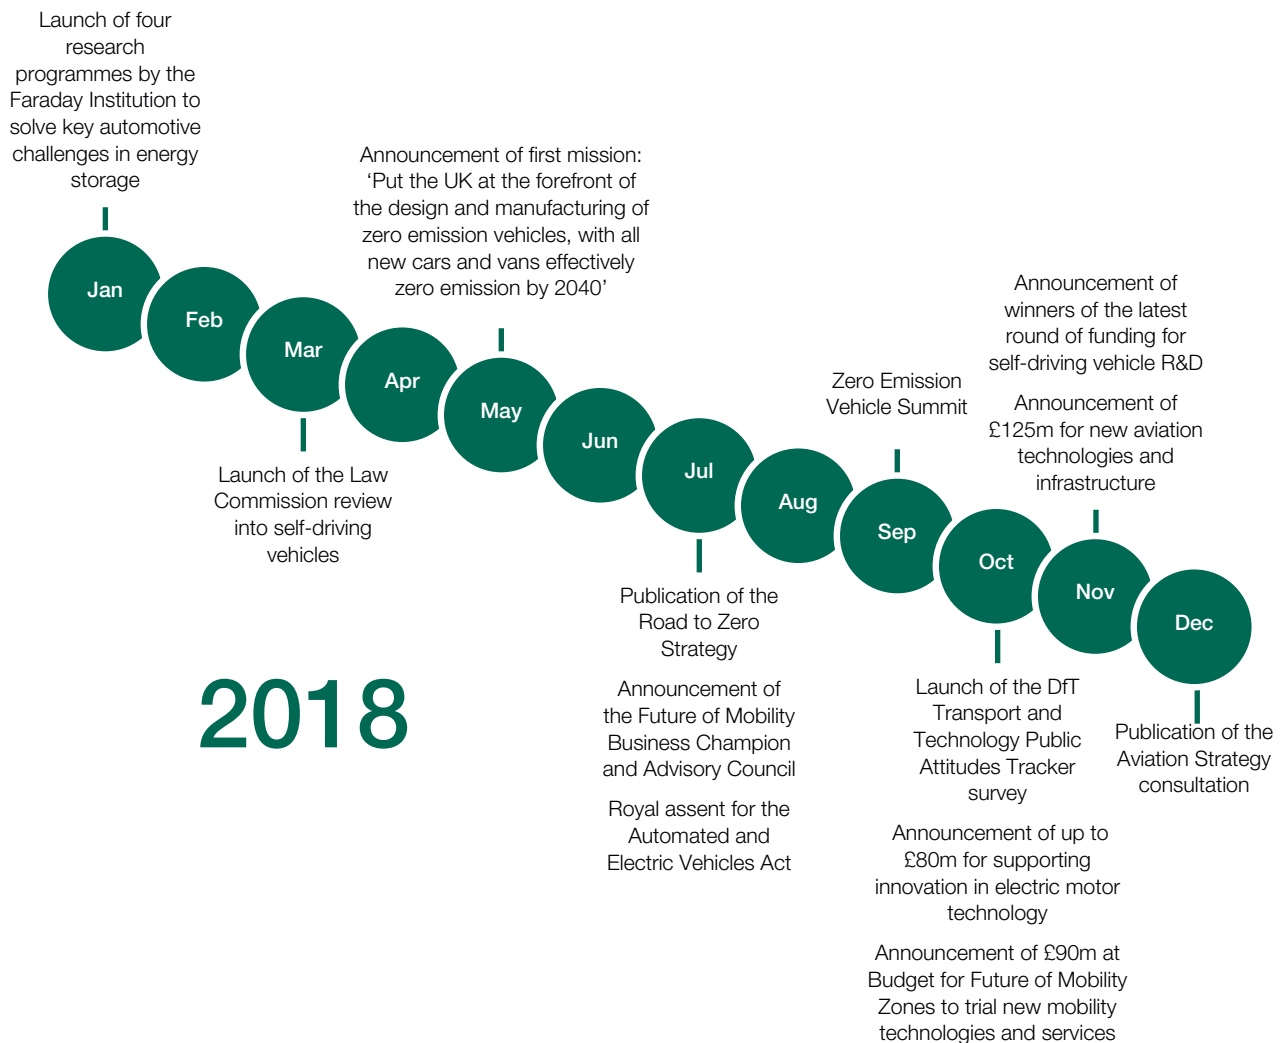 Launch of four
research
programmes by the
Faraday Institution to
solve key automotive
challenges in energy
storage
Jan
Feb
Mar
Launch of the Law
Commission review
into self-driving
vehicles
Apr
Announcement of first mission:
‘Put the UK at the forefront of
the design and manufacturing of
zero emission vehicles, with all
new cars and vans effectively
zero emission by 2040’
May
Jun
Jul
Publication of the
Road to Zero
Strategy
Announcement of
the Future of Mobility
Business Champion
and Advisory Council
Royal assent for the
Automated and
Electric Vehicles Act
Aug
Zero Emission
Vehicle Summit
Sep
Oct
Launch of the DfT
Transport and
Technology Public
Attitudes Tracker
survey
Announcement of up to
£80m for supporting
innovation in electric motor
technology
Announcement of £90m at
Budget for Future of Mobility
Zones to trial new mobility
technologies and services
Announcement of
winners of the latest
round of funding for
self-driving vehicle R&D
Announcement of
£125m for new aviation
technologies and
infrastructure
Nov
Dec
Publication of the
Aviation Strategy
consultation
2018